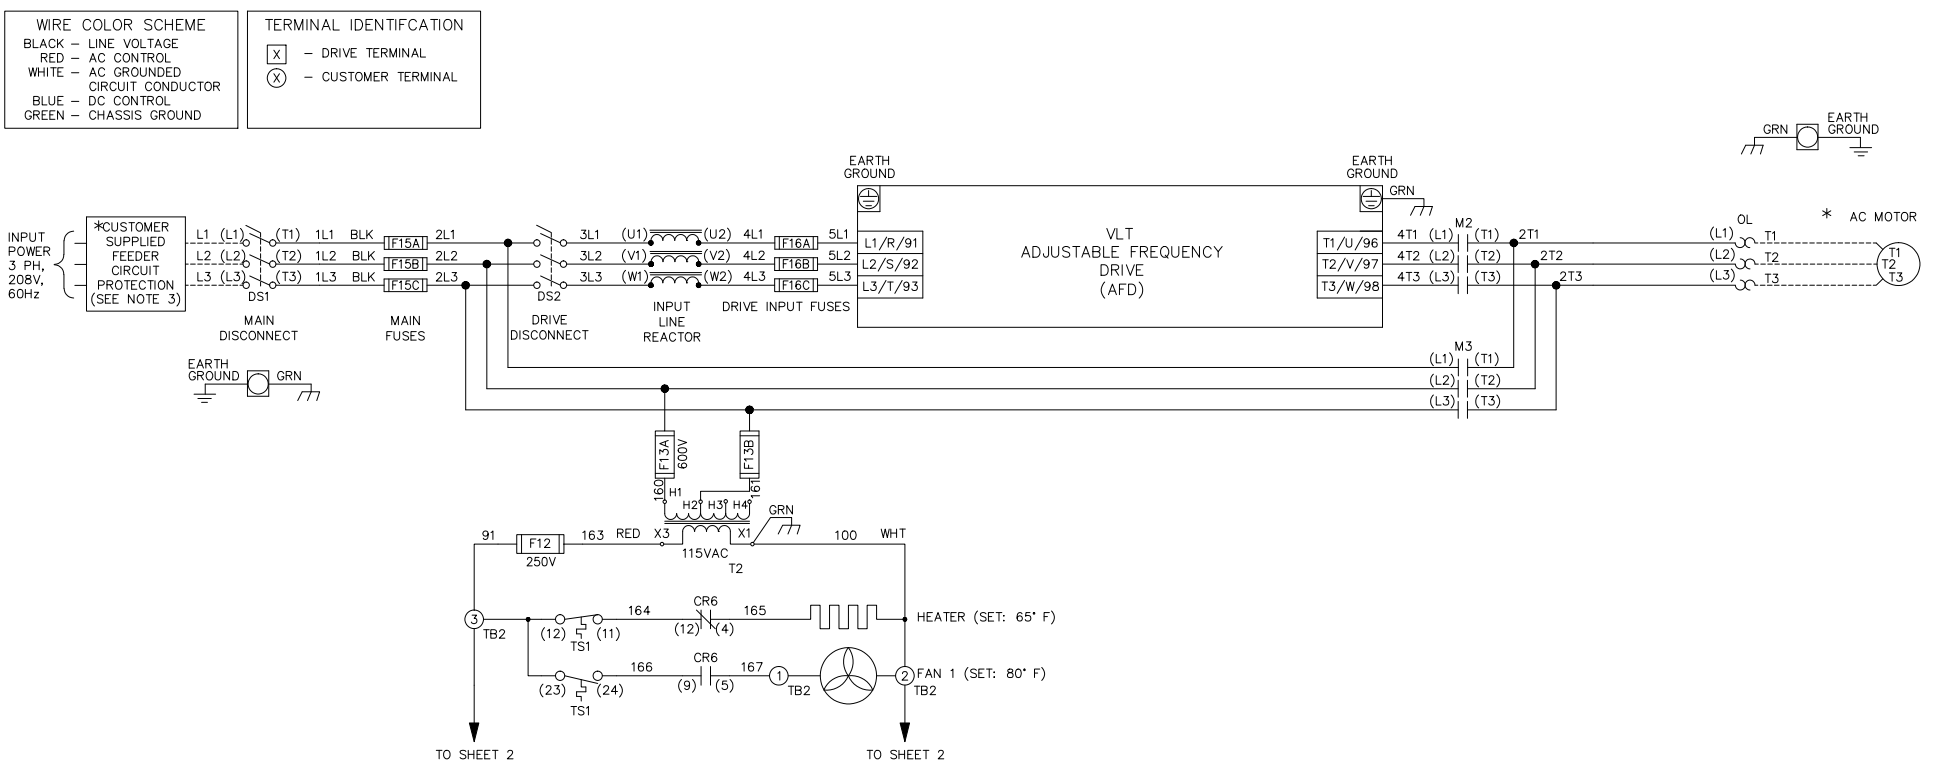 WIRE COLOR SCHEME
BLACK – LINE VOLTAGE
RED – AC CONTROL
WHITE – AC GROUNDED
CIRCUIT CONDUCTOR
BLUE – DC CONTROL
GREEN – CHASSIS GROUND
TERMINAL IDENTIFCATION
X – DRIVE TERMINAL
X – CUSTOMER TERMINAL
INPUT
POWER
3 PH,
208V,
60Hz
*CUSTOMER
SUPPLIED
FEEDER
CIRCUIT
PROTECTION
(SEE NOTE 3)
L1 (L1) (T1) 1L1 BLK F15A 2L1
L2 (L2) (T2) 1L2 BLK F15B 2L2
L3 (L3) (T3) 1L3 BLK F15C 2L3
DS1
MAIN
DISCONNECT
MAIN
FUSES
3L1 (U1) (U2) 4L1 F16A 5L1
3L2 (V1) (V2) 4L2 F16B 5L2
3L3 (W1) (W2) 4L3 F16C 5L3
DS2
DRIVE
DISCONNECT
INPUT
LINE
REACTOR
DRIVE INPUT FUSES
EARTH
GROUND
L1/R/91
L2/S/92
L3/T/93
VLT
ADJUSTABLE FREQUENCY
DRIVE
(AFD)
EARTH
GROUND
GRN
T1/U/96
T2/V/97
T3/W/98
M2
4T1 (L1) (T1) 2T1
4T2 (L2) (T2) 2T2
4T3 (L3) (T3) 2T3
GRN
EARTH
GROUND
OL
(L1) T1
(L2) T2
(L3) T3
* AC MOTOR
T1
T2
T3
M3
(L1) (T1)
(L2) (T2)
(L3) (T3)
EARTH
GROUND
GRN
F13A
600V
F13B
160
161
H1
H2 H3 H4
GRN
91 F12 163 RED X3 X1 100 WHT
250V
115VAC
T2
3
TB2
(12) (11)
TS1
164
CR6
(12) (4)
165
HEATER (SET: 65° F)
(23) (24)
TS1
166
CR6
(9) (5)
167
1
TB2
2
TB2
FAN 1 (SET: 80° F)
TO SHEET 2
TO SHEET 2